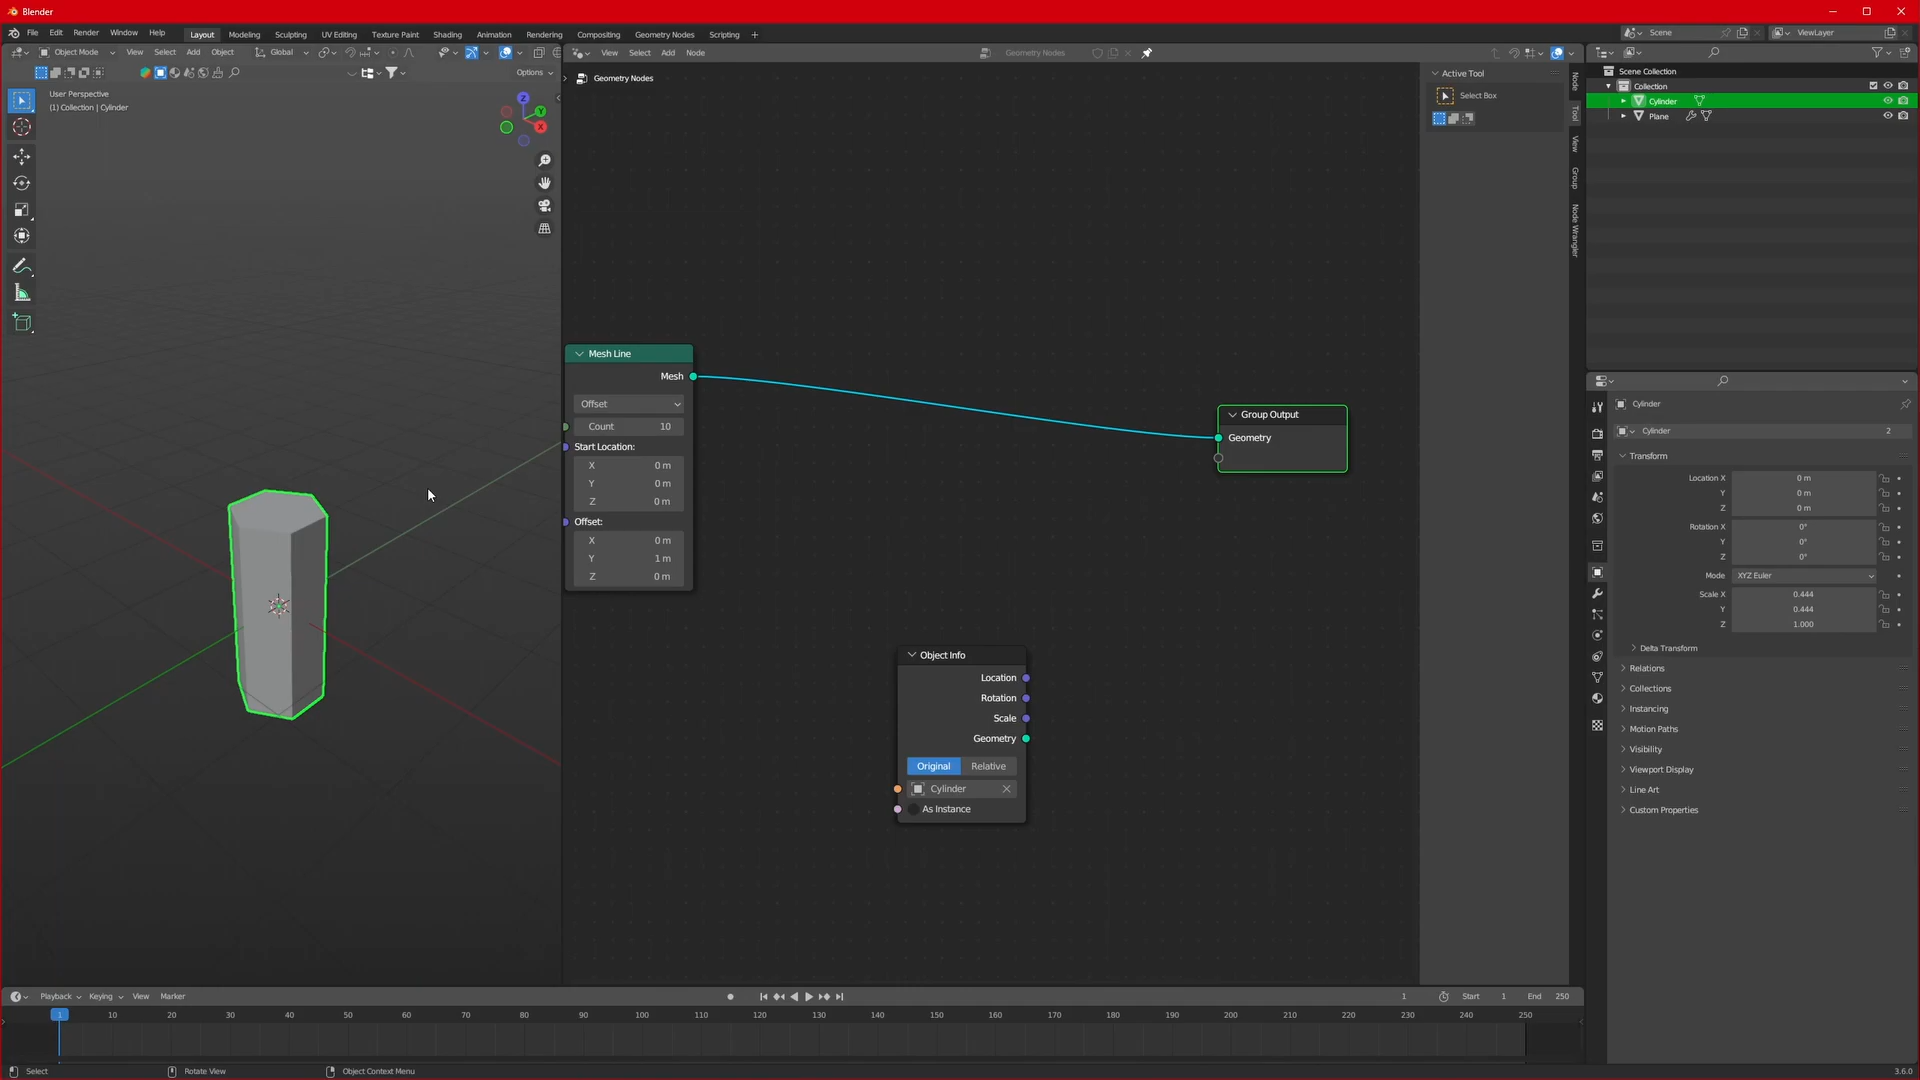 Blender
File Edit Render Window Help Layout Modeling Sculpting UV Editing Texture Paint Shading Animation Rendering Compositing Geometry Nodes Scripting + Scene ViewLayer
Object Mode View Select Add Object Global View Select Add Node Geometry Nodes
Options
User Perspective
(1) Collection | Cylinder
Z
Y
X
Geometry Nodes
Mesh Line
Mesh
Offset
Count 10
Start Location:
X 0 m
Y 0 m
Z 0 m
Offset:
X 0 m
Y 1 m
Z 0 m
Group Output
Geometry
Object Info
Location
Rotation
Scale
Geometry
Original Relative
Cylinder
As Instance
Active Tool
Select Box
Node
Tool
View
Group
Node Wrangler
Scene Collection
Collection
Cylinder
Plane
Cylinder
Cylinder 2
Transform
Location X 0 m
Y 0 m
Z 0 m
Rotation X 0°
Y 0°
Z 0°
Mode XYZ Euler
Scale X 0.444
Y 0.444
Z 1.000
Delta Transform
Relations
Collections
Instancing
Motion Paths
Visibility
Viewport Display
Line Art
Custom Properties
Playback Keying View Marker 1 Start 1 End 250
1 10 20 30 40 50 60 70 80 90 100 110 120 130 140 150 160 170 180 190 200 210 220 230 240 250
Select Rotate View Object Context Menu 3.6.0